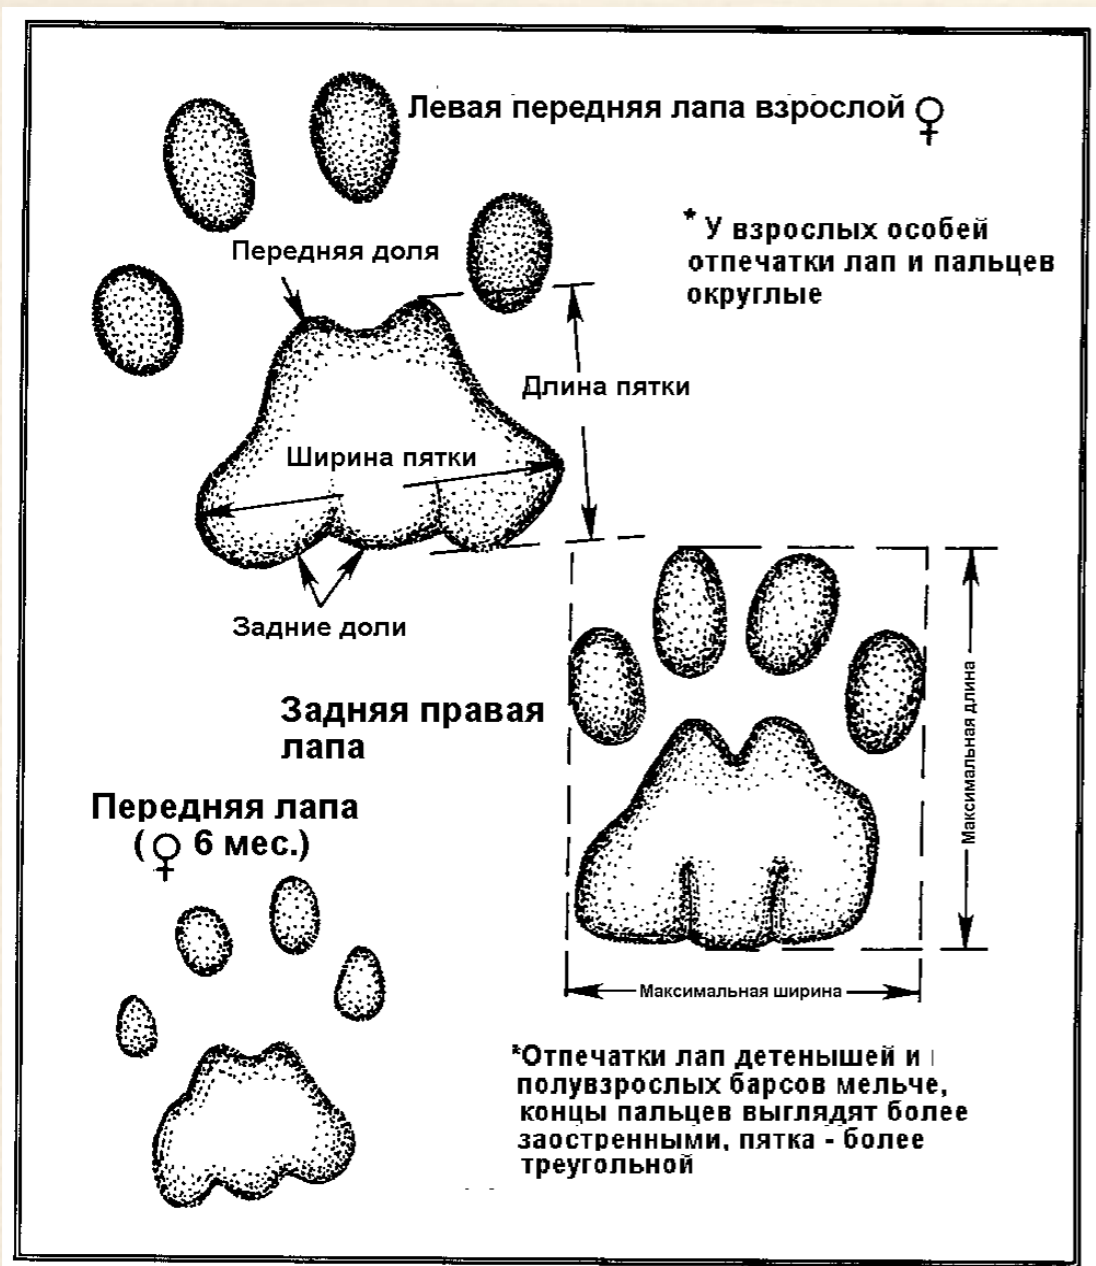 Левая передняя лапа взрослой ♀
* У взрослых особей
отпечатки лап и пальцев
округлые
Передняя доля
Длина пятки
Ширина пятки
Задние доли
Задняя правая
лапа
Максимальная длина
Максимальная ширина
Передняя лапа
(♀ 6 мес.)
*Отпечатки лап детенышей и
полувзрослых барсов мельче,
концы пальцев выглядят более
заостренными, пятка - более
треугольной